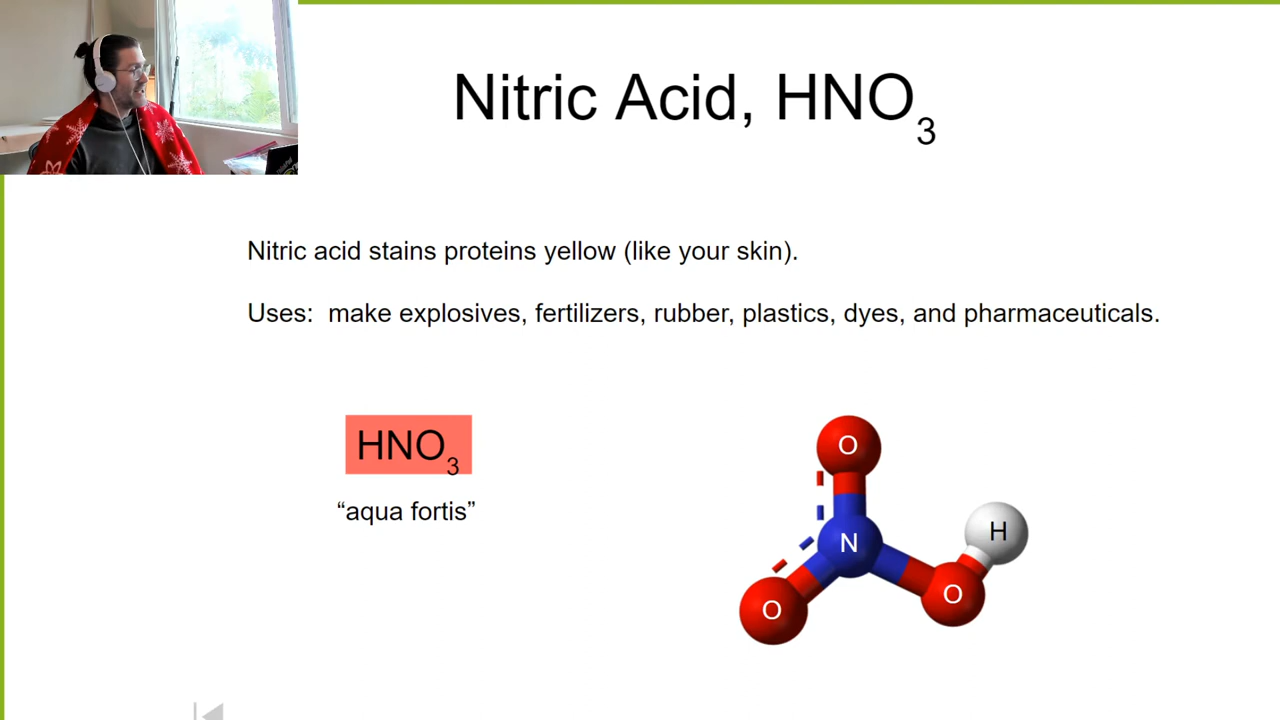 Nitric Acid, HNO₃
Nitric acid stains proteins yellow (like your skin).
Uses:  make explosives, fertilizers, rubber, plastics, dyes, and pharmaceuticals.
HNO₃
“aqua fortis”
O
N
H
O
O